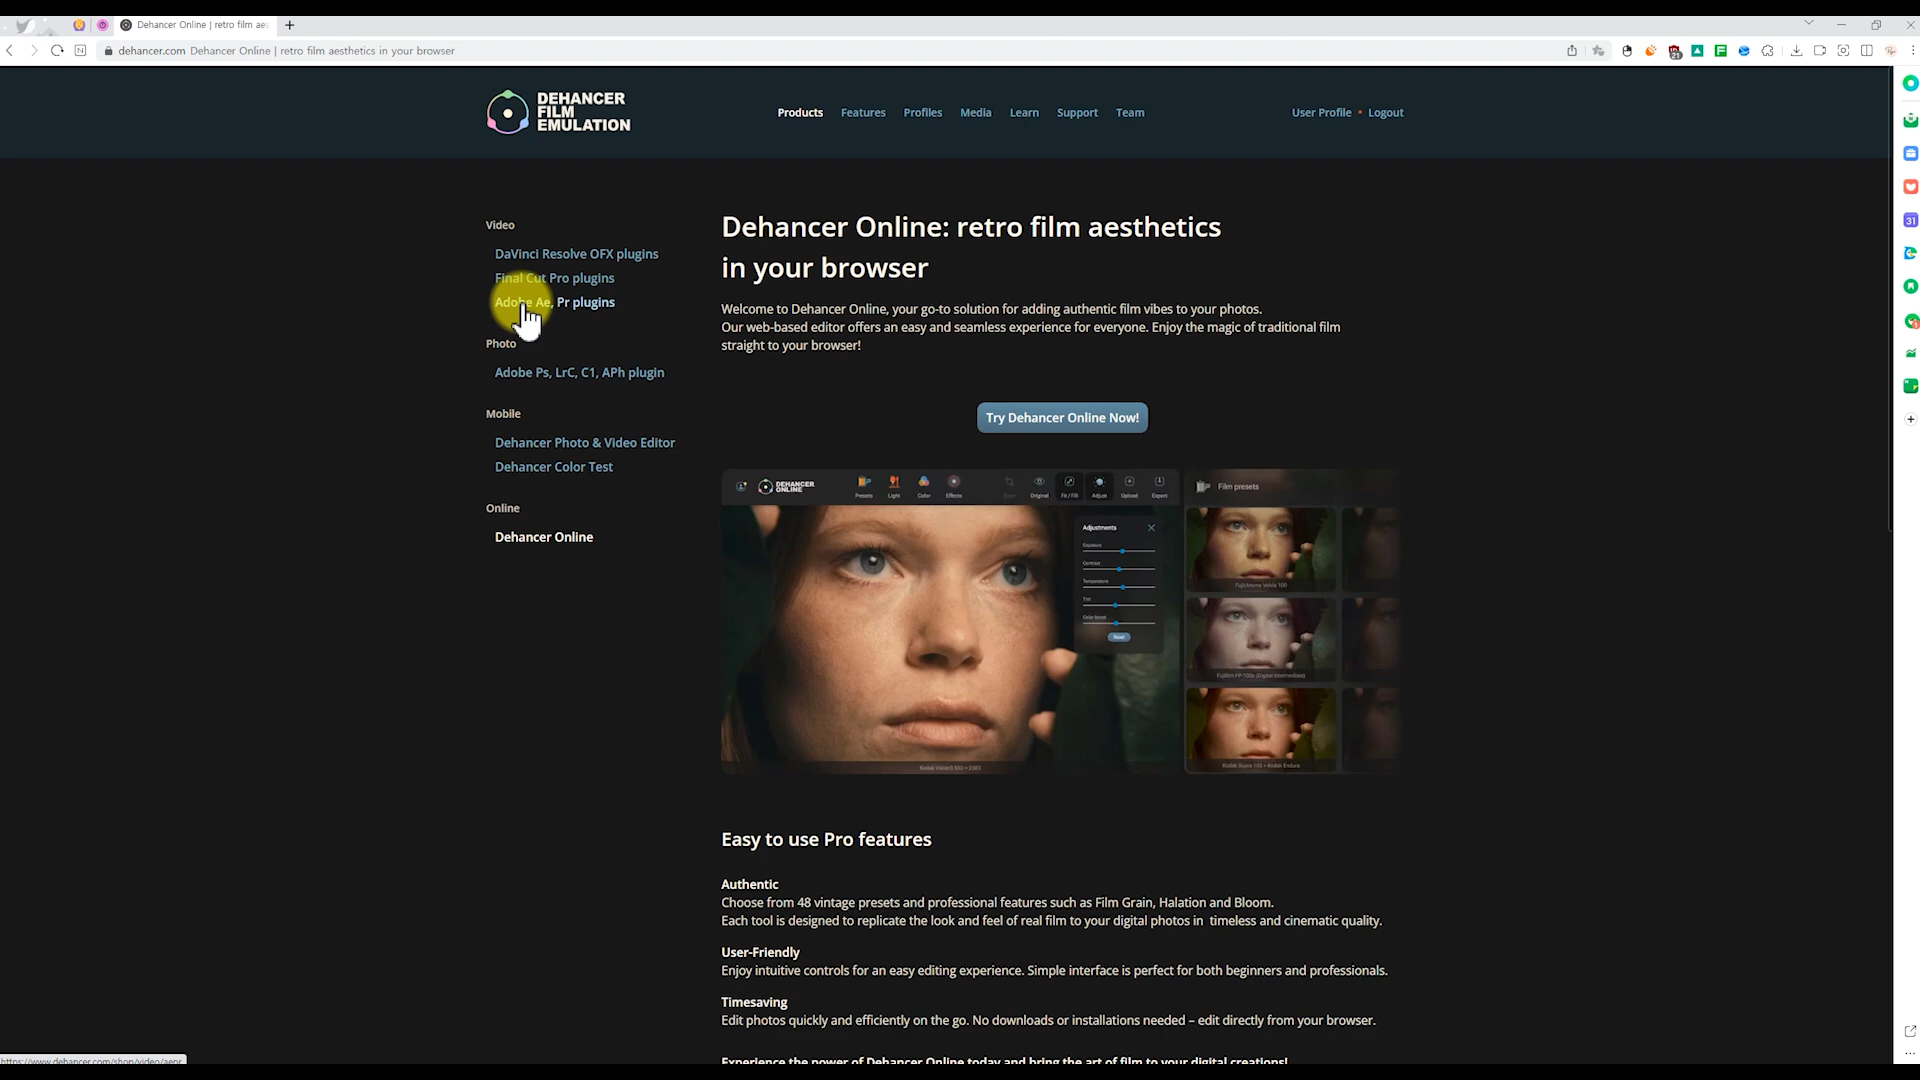 Dehancer Online | retro film aes
dehancer.com Dehancer Online | retro film aesthetics in your browser
DEHANCER
FILM
EMULATION
Products Features Profiles Media Learn Support Team
User Profile • Logout
Video
DaVinci Resolve OFX plugins
Final Cut Pro plugins
Adobe Ae, Pr plugins
Photo
Adobe Ps, LrC, C1, APh plugin
Mobile
Dehancer Photo & Video Editor
Dehancer Color Test
Online
Dehancer Online
Dehancer Online: retro film aesthetics
in your browser
Welcome to Dehancer Online, your go-to solution for adding authentic film vibes to your photos.
Our web-based editor offers an easy and seamless experience for everyone. Enjoy the magic of traditional film
straight to your browser!
Try Dehancer Online Now!
DEHANCER
ONLINE
Presets Light Color Effects Original Fit / Fill Adjust Upload Export
Adjustments
Exposure
Contrast
Temperature
Tint
Color boost
Reset
Film presets
Fujichrome Velvia 100
Fujifilm FP-100c (Digital Intermediate)
Kodak Supra 100 + Kodak Endura
Easy to use Pro features
Authentic
Choose from 48 vintage presets and professional features such as Film Grain, Halation and Bloom.
Each tool is designed to replicate the look and feel of real film to your digital photos in timeless and cinematic quality.
User-Friendly
Enjoy intuitive controls for an easy editing experience. Simple interface is perfect for both beginners and professionals.
Timesaving
Edit photos quickly and efficiently on the go. No downloads or installations needed – edit directly from your browser.
Experience the power of Dehancer Online today and bring the art of film to your digital creations!
https://www.dehancer.com/shop/video/aepr
21
31